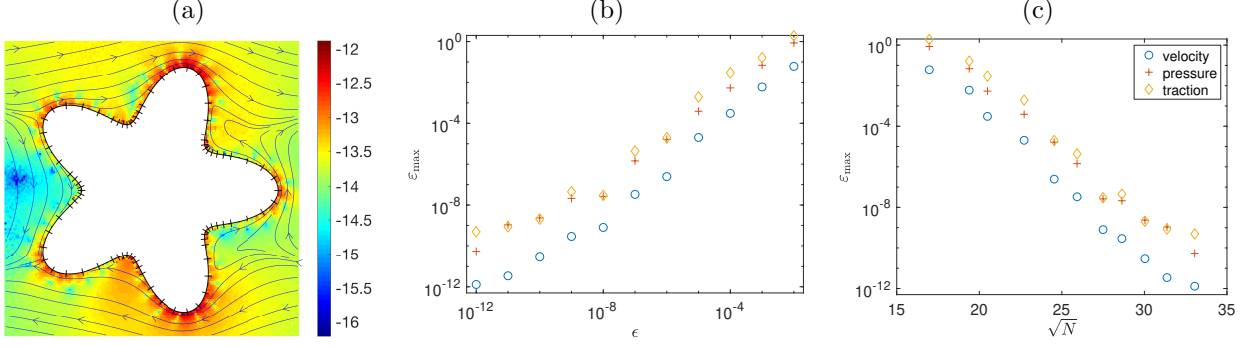 (a)
-12
-13
-13.5
-14
-14.5
-15
-15.5
-16
(b)
10^0
10^-4
10^-8
10^-12
ε_max
10^-12
10^-8
10^-4
ϵ
(c)
10^0
10^-4
10^-8
10^-12
ε_max
velocity
pressure
traction
15
20
25
30
35
√N